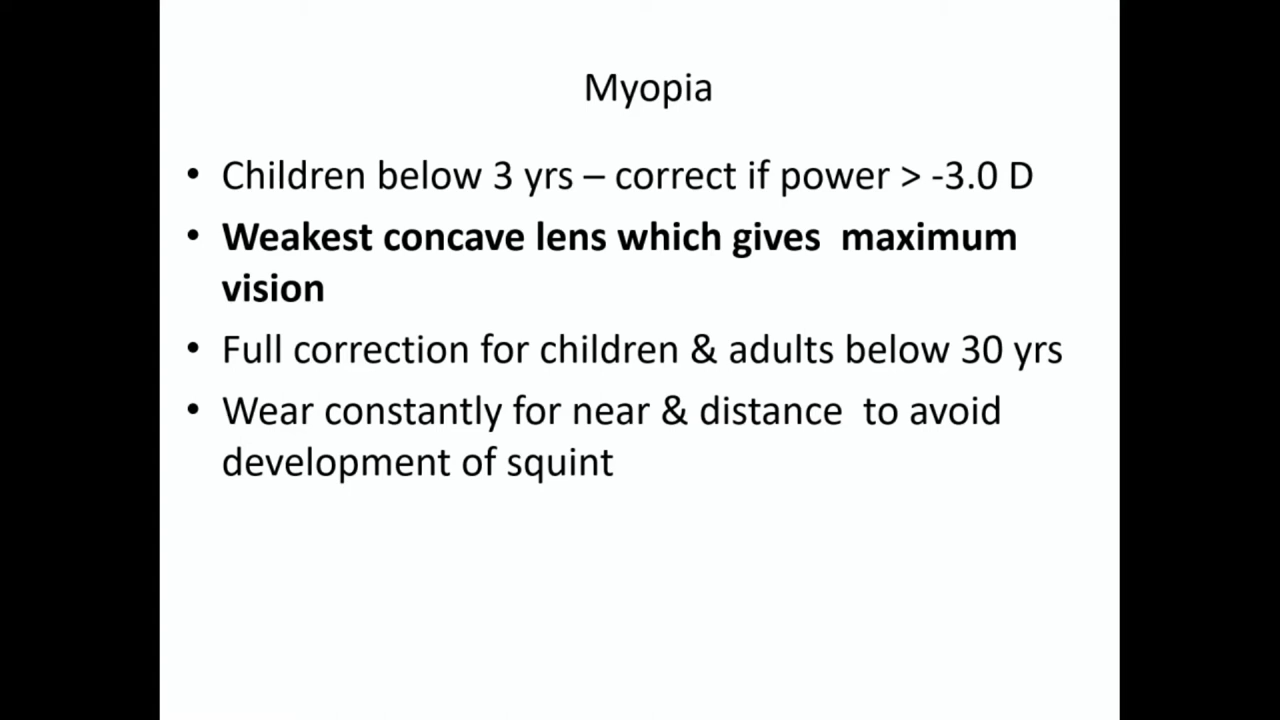 Myopia
• Children below 3 yrs – correct if power > -3.0 D
• Weakest concave lens which gives  maximum
vision
• Full correction for children & adults below 30 yrs
• Wear constantly for near & distance  to avoid
development of squint